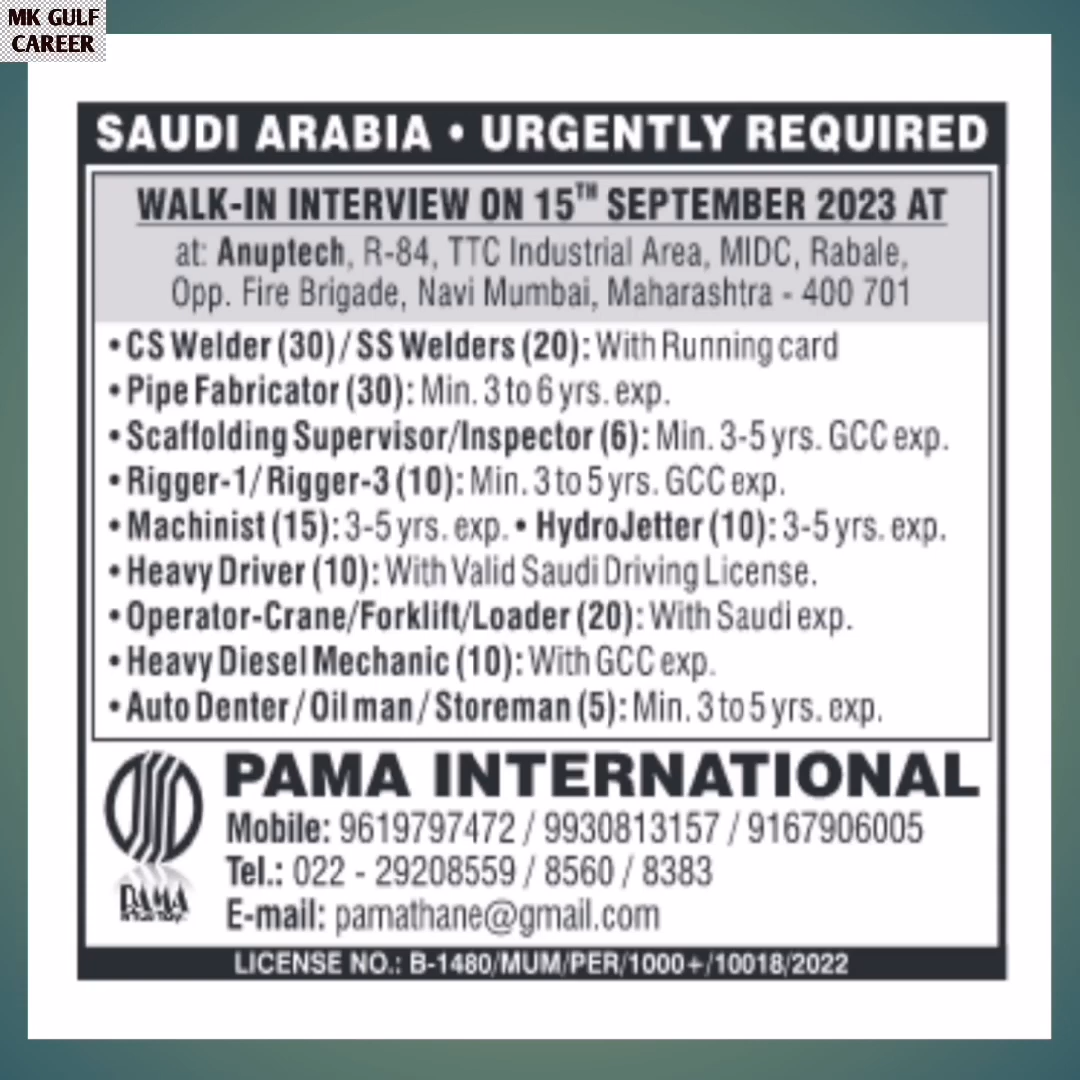 MK GULF
CAREER
SAUDI ARABIA • URGENTLY REQUIRED
WALK-IN INTERVIEW ON 15TH SEPTEMBER 2023 AT
at: Anuptech, R-84, TTC Industrial Area, MIDC, Rabale,
Opp. Fire Brigade, Navi Mumbai, Maharashtra - 400 701
• CS Welder (30) / SS Welders (20): With Running card
• Pipe Fabricator (30): Min. 3 to 6 yrs. exp.
• Scaffolding Supervisor/Inspector (6): Min. 3-5 yrs. GCC exp.
• Rigger-1/ Rigger-3 (10): Min. 3 to 5 yrs. GCC exp.
• Machinist (15): 3-5 yrs. exp. • HydroJetter (10): 3-5 yrs. exp.
• Heavy Driver (10): With Valid Saudi Driving License.
• Operator-Crane/Forklift/Loader (20): With Saudi exp.
• Heavy Diesel Mechanic (10): With GCC exp.
• Auto Denter / Oil man / Storeman (5): Min. 3 to 5 yrs. exp.
PAMA INTERNATIONAL
Mobile: 9619797472 / 9930813157 / 9167906005
Tel.: 022 - 29208559 / 8560 / 8383
E-mail: pamathane@gmail.com
PAMA
LICENSE NO.: B-1480/MUM/PER/1000+/10018/2022